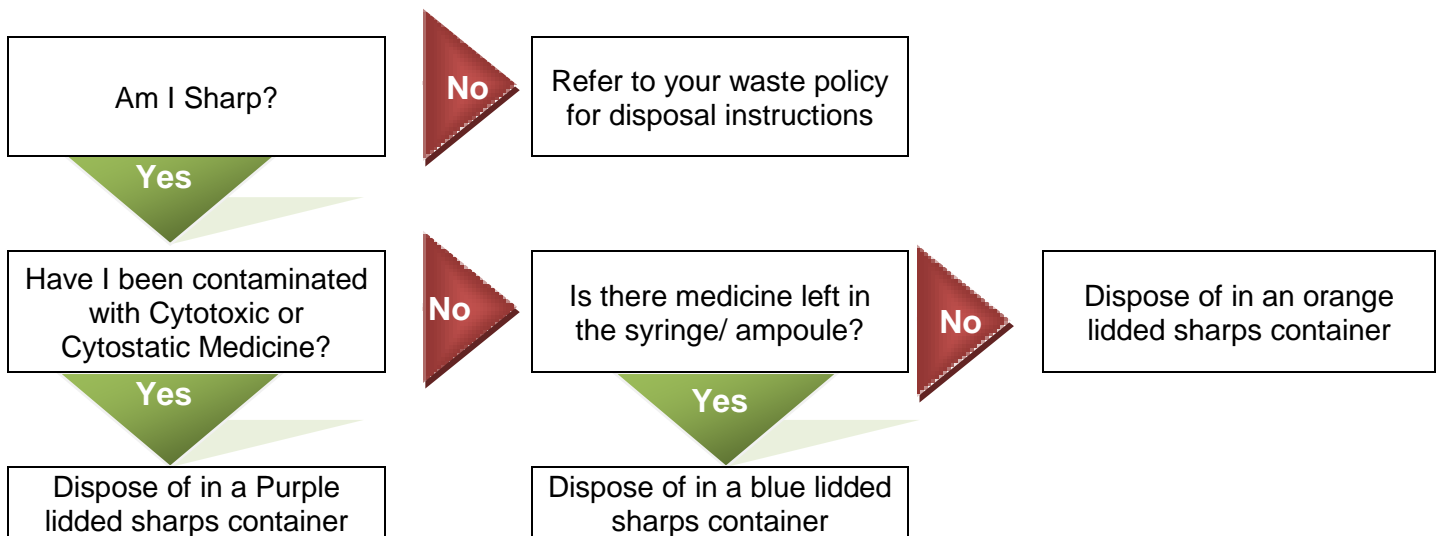 Am I Sharp?
No
Refer to your waste policy
for disposal instructions
Yes
Have I been contaminated
with Cytotoxic or
Cytostatic Medicine?
No
Is there medicine left in
the syringe/ ampoule?
No
Dispose of in an orange
lidded sharps container
Yes
Yes
Dispose of in a Purple
lidded sharps container
Dispose of in a blue lidded
sharps container